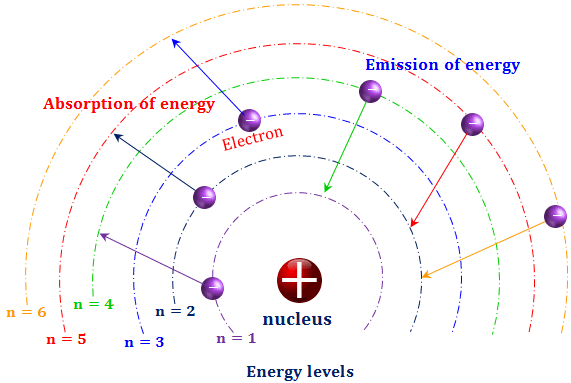 Emission of energy
Absorption of energy
Electron
n = 6
n = 5
n = 4
n = 3
n = 2
n = 1
nucleus
Energy levels